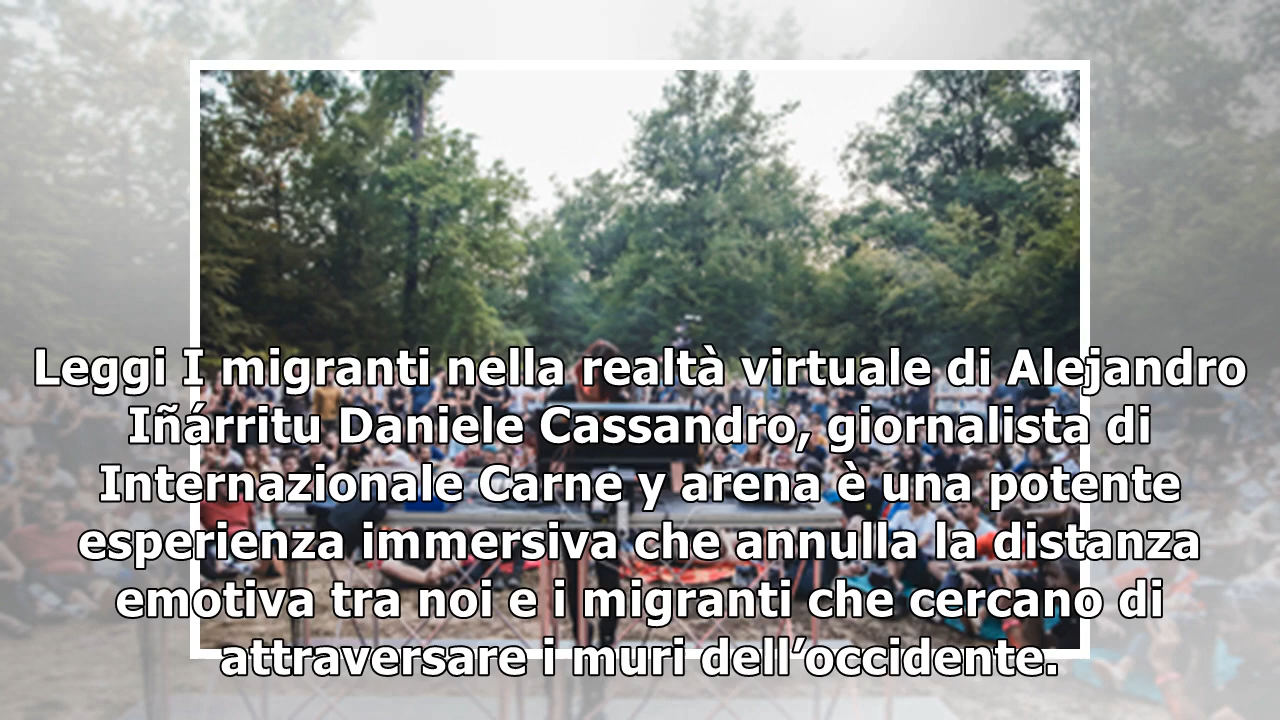 Leggi I migranti nella realtà virtuale di Alejandro
Iñárritu Daniele Cassandro, giornalista di
Internazionale Carne y arena è una potente
esperienza immersiva che annulla la distanza
emotiva tra noi e i migranti che cercano di
attraversare i muri dell’occidente.